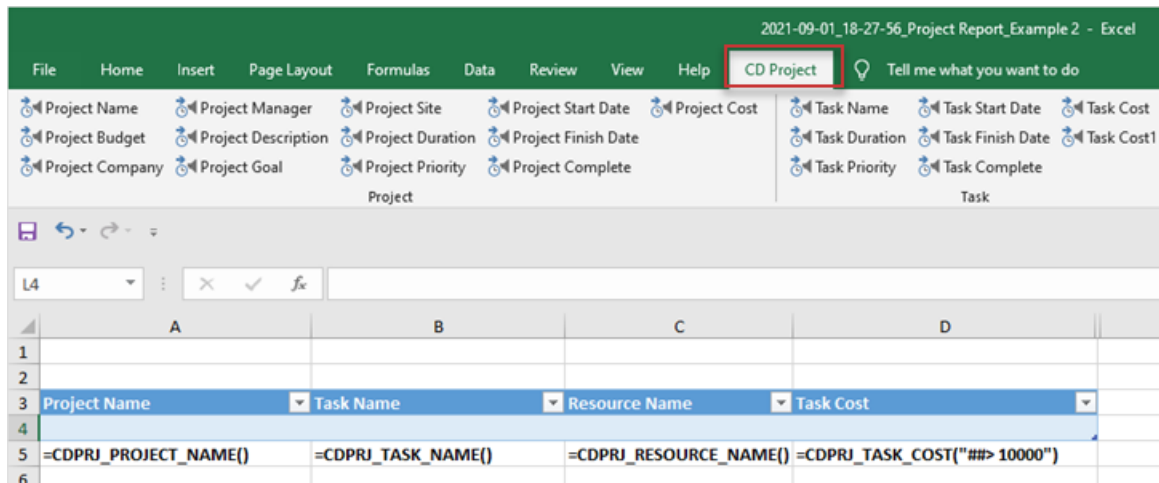 2021-09-01_18-27-56_Project Report_Example 2 - Excel
File Home Insert Page Layout Formulas Data Review View Help CD Project Tell me what you want to do
Project Name Project Manager Project Site Project Start Date Project Cost Task Name Task Start Date Task Cost
Project Budget Project Description Project Duration Project Finish Date Task Duration Task Finish Date Task Cost1
Project Company Project Goal Project Priority Project Complete Task Priority Task Complete
Project Task
L4 fx
A B C D
1
2
3 Project Name Task Name Resource Name Task Cost
4
5 =CDPRJ_PROJECT_NAME() =CDPRJ_TASK_NAME() =CDPRJ_RESOURCE_NAME() =CDPRJ_TASK_COST("##> 10000")
6